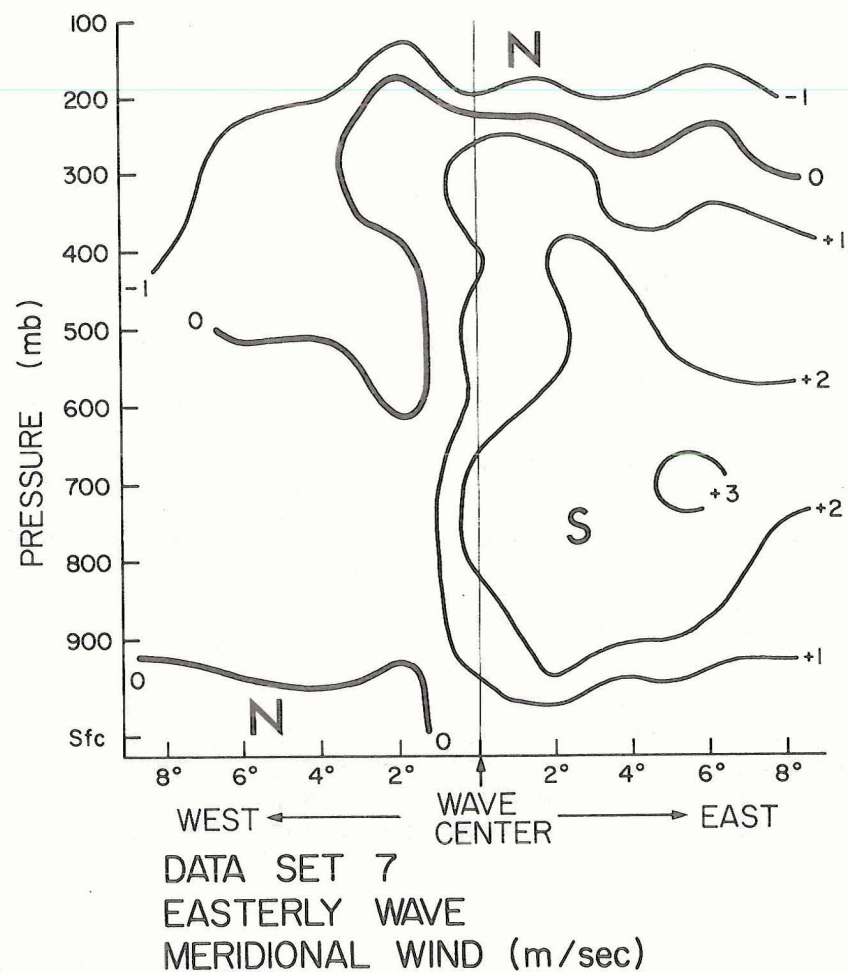 100
N
200
-1
300
0
+1
400
-1
0
500
+2
600
700
+3
+2
S
800
900
+1
0
N
Sfc
0
8° 6° 4° 2° 2° 4° 6° 8°
WEST WAVE CENTER EAST
PRESSURE (mb)
DATA SET 7
EASTERLY WAVE
MERIDIONAL WIND (m/sec)